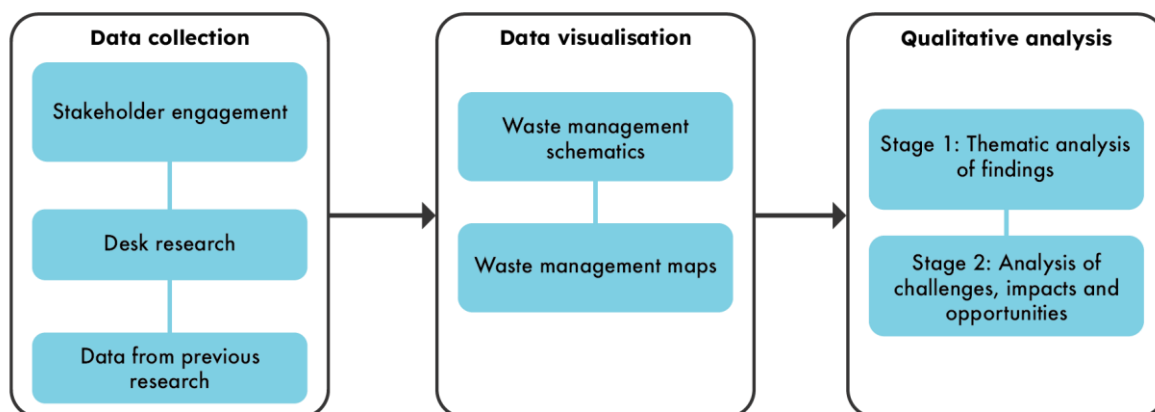 Data collection
Stakeholder engagement
Desk research
Data from previous
research
Data visualisation
Waste management
schematics
Waste management maps
Qualitative analysis
Stage 1: Thematic analysis
of findings
Stage 2: Analysis of
challenges, impacts and
opportunities